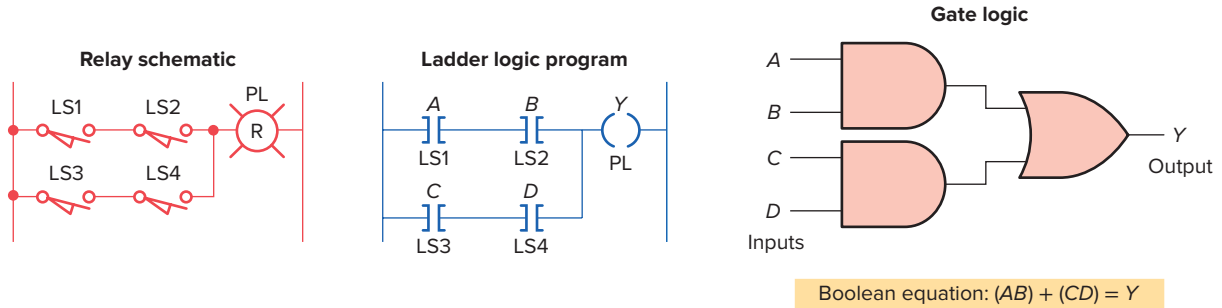 Relay schematic
LS1
LS2
PL
R
LS3
LS4
Ladder logic program
A
B
Y
LS1
LS2
PL
C
D
LS3
LS4
Gate logic
A
B
C
D
Inputs
Y
Output
Boolean equation: (AB) + (CD) = Y